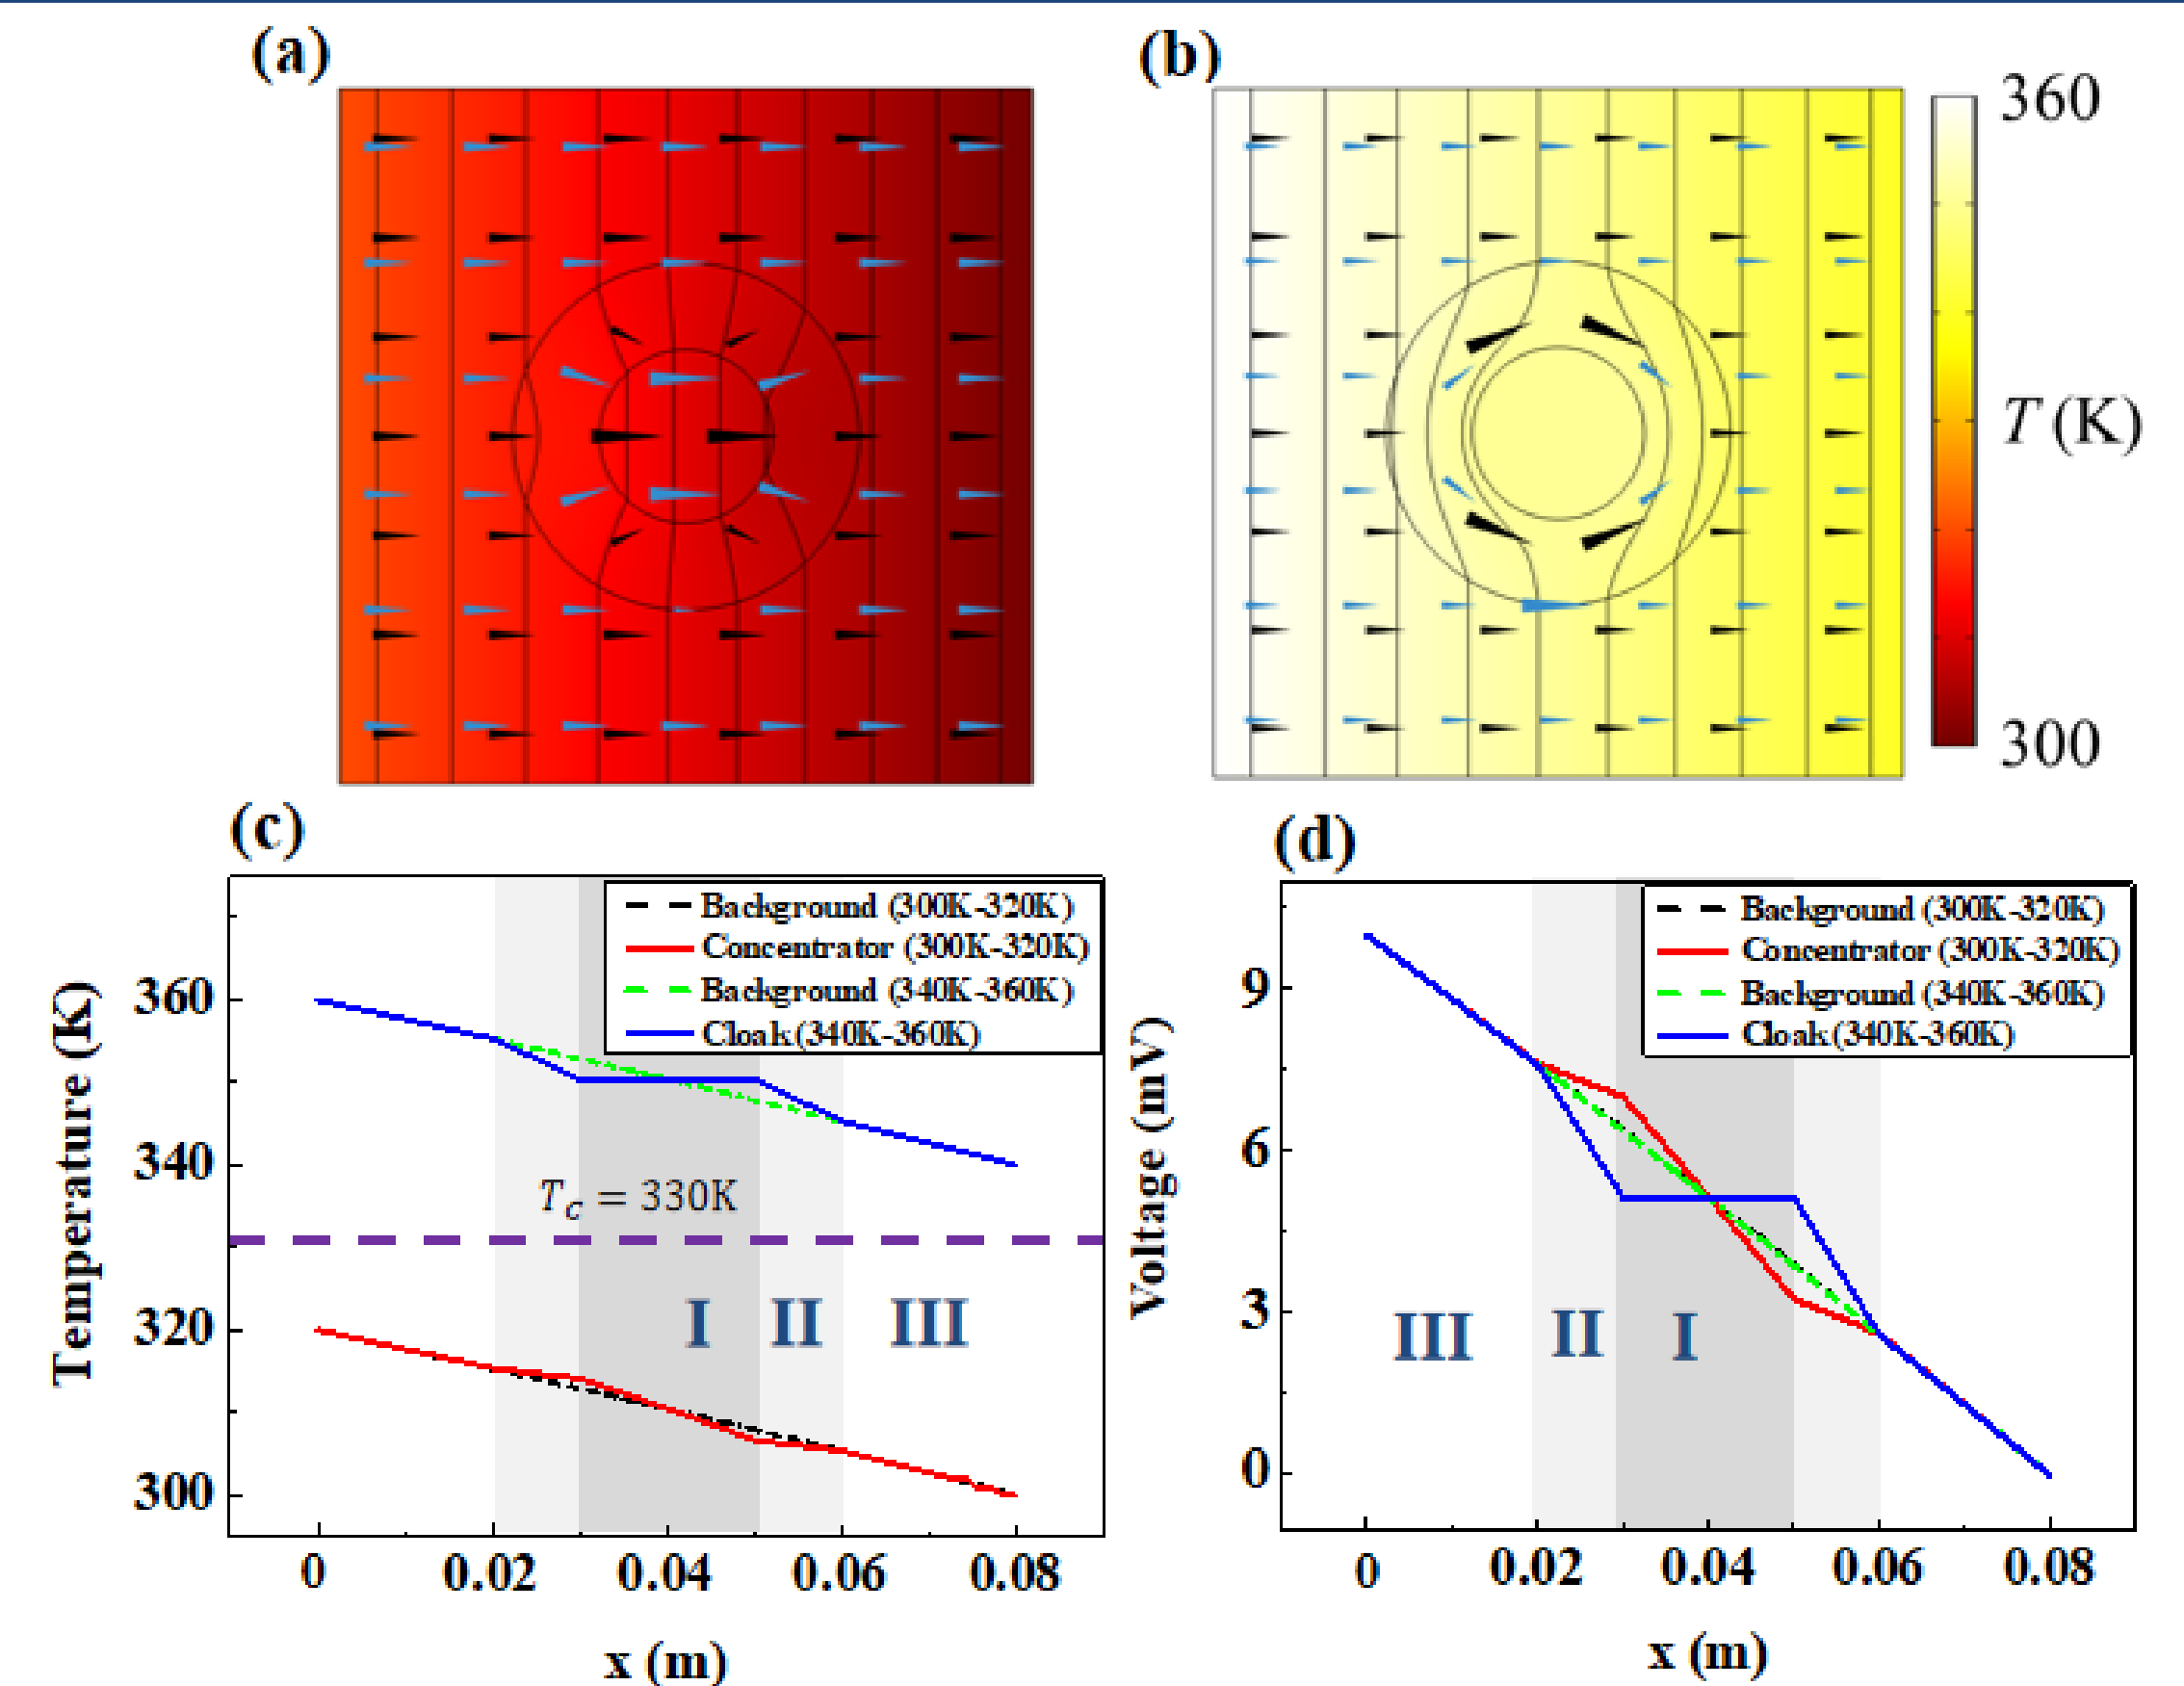 (a)
(b)
360
T (K)
300
(c)
Background (300K-320K)
Concentrator (300K-320K)
Background (340K-360K)
Cloak (340K-360K)
Temperature (K)
360
340
320
300
T_c = 330K
I II III
0 0.02 0.04 0.06 0.08
x (m)
(d)
Background (300K-320K)
Concentrator (300K-320K)
Background (340K-360K)
Cloak (340K-360K)
Voltage (mV)
9
6
3
0
III II I
0 0.02 0.04 0.06 0.08
x (m)